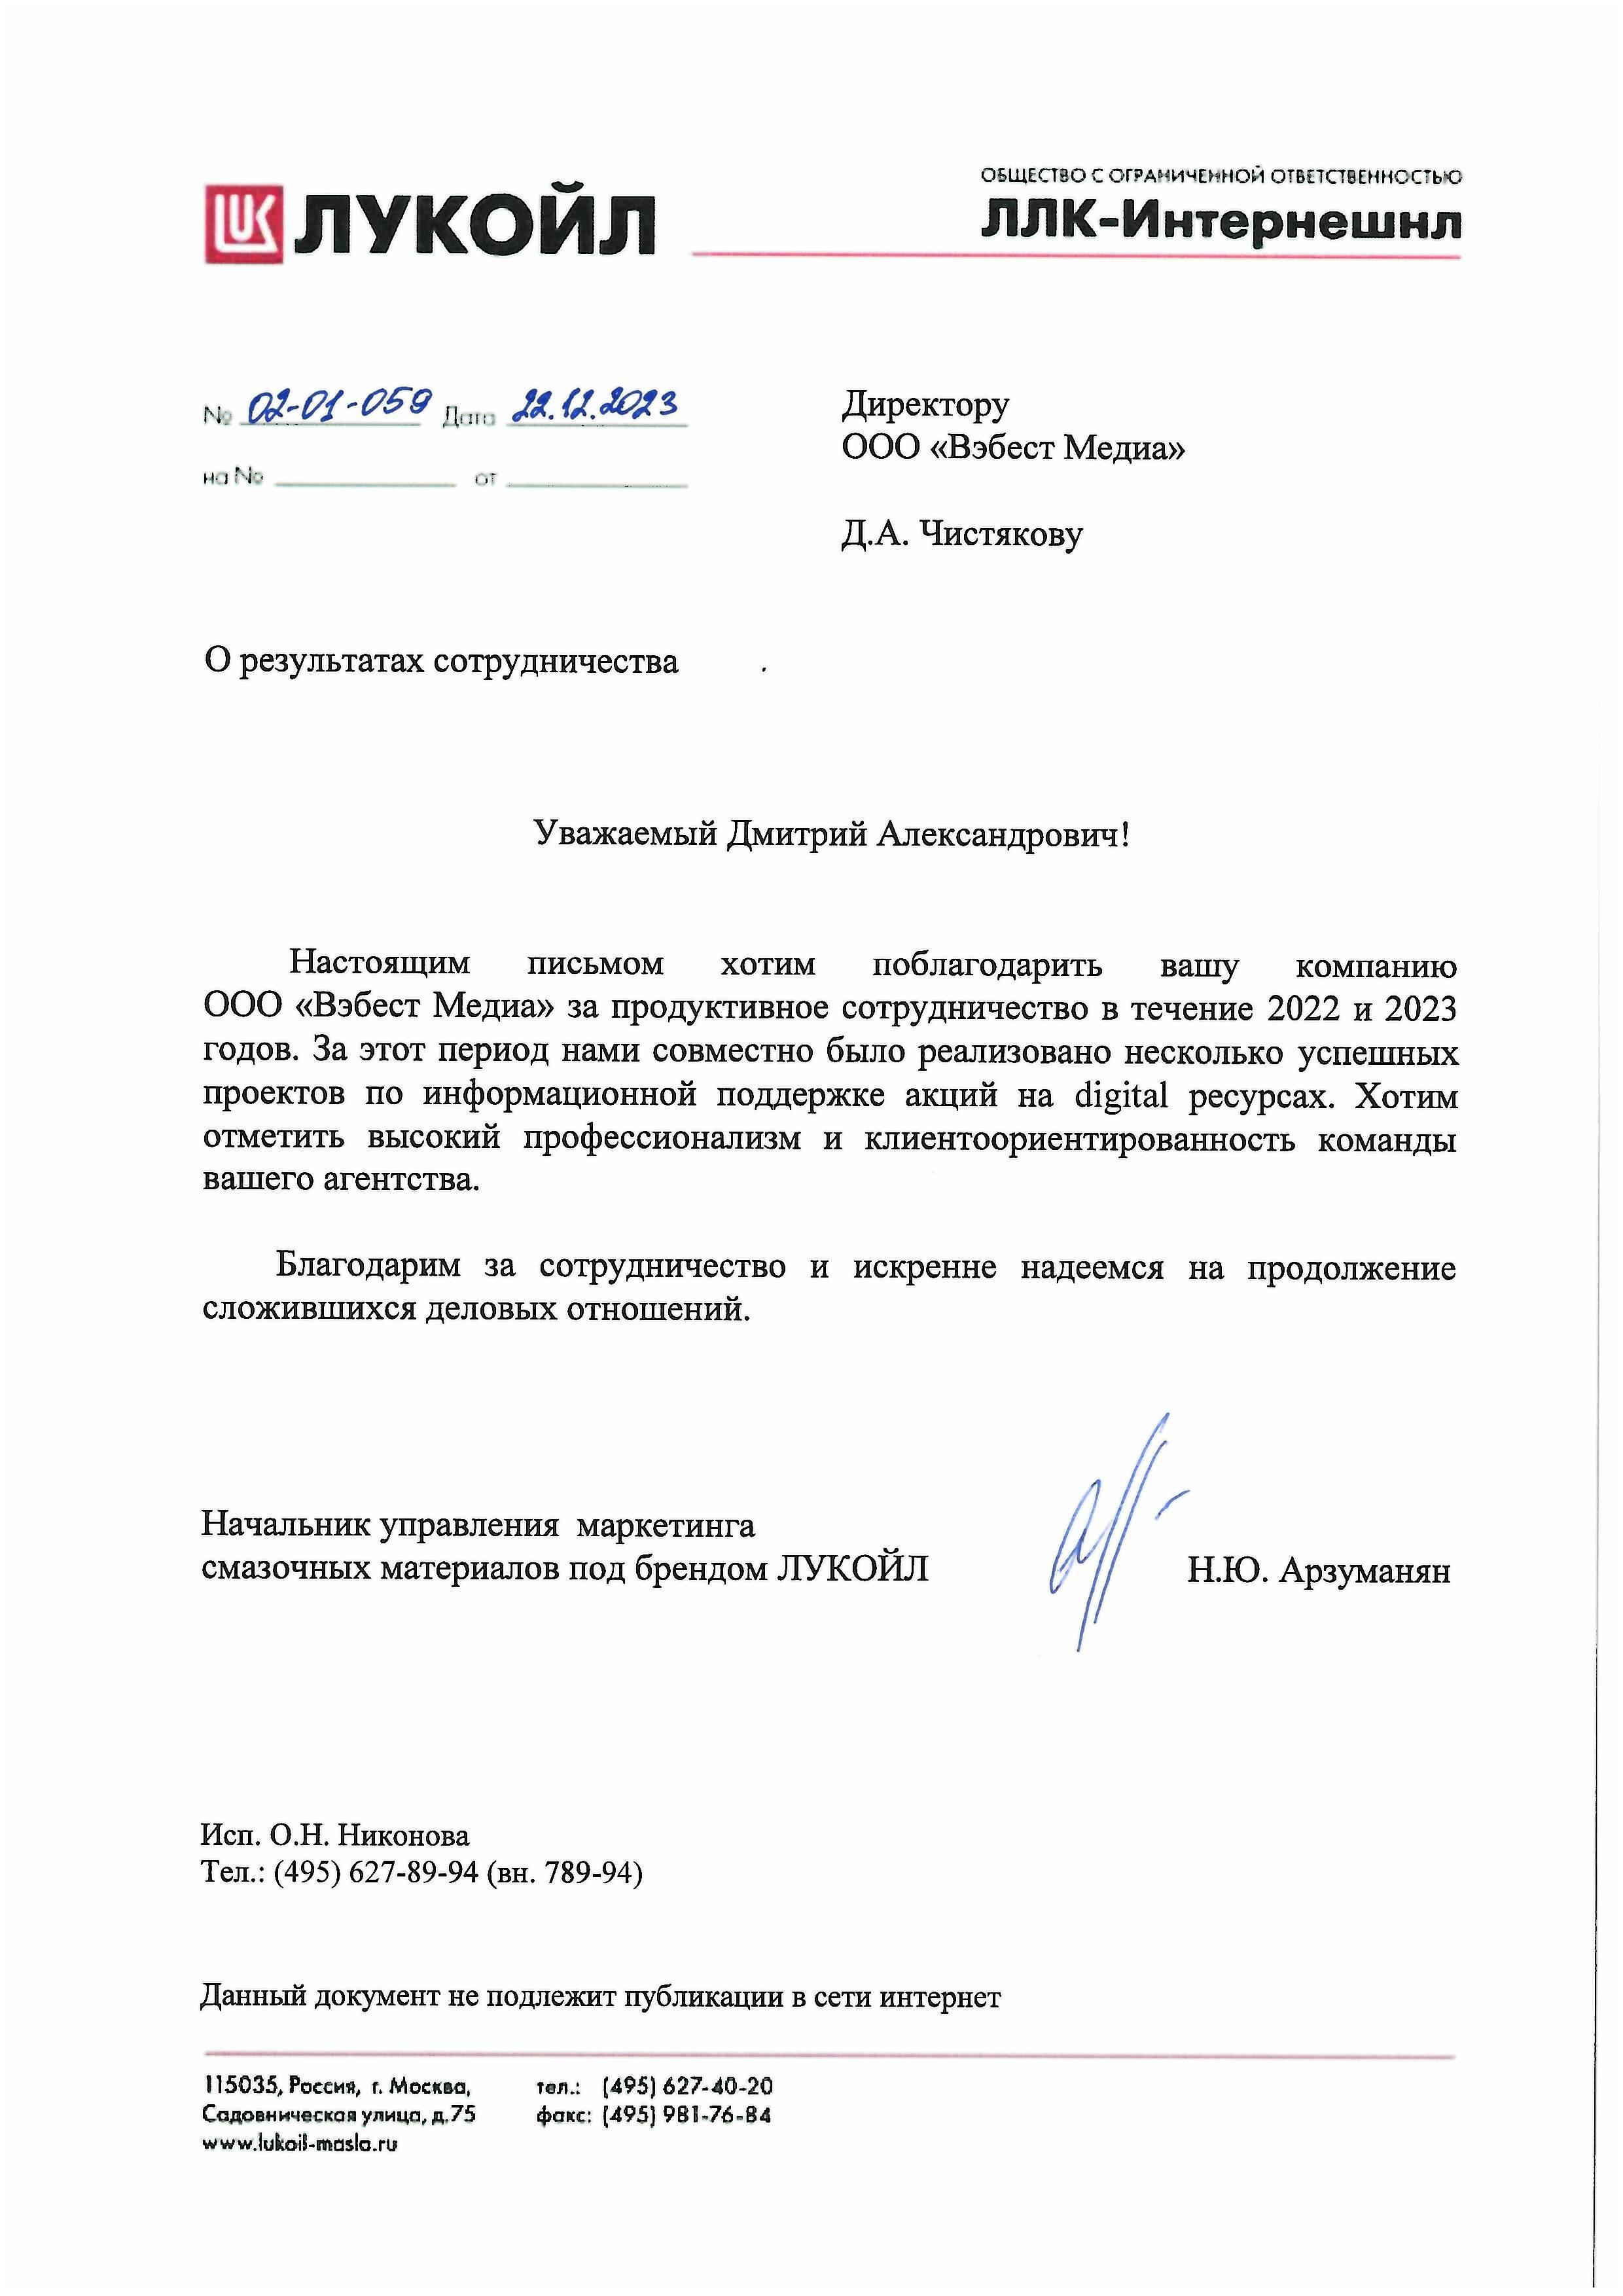 ЛУКОЙЛ
ОБЩЕСТВО С ОГРАНИЧЕННОЙ ОТВЕТСТВЕННОСТЬЮ
ЛЛК-Интернешнл
№ 02-01-059 Дата 22.12.2023
на № от
Директору
ООО «Вэбест Медиа»
Д.А. Чистякову
О результатах сотрудничества
Уважаемый Дмитрий Александрович!
Настоящим письмом хотим поблагодарить вашу компанию
ООО «Вэбест Медиа» за продуктивное сотрудничество в течение 2022 и 2023
годов. За этот период нами совместно было реализовано несколько успешных
проектов по информационной поддержке акций на digital ресурсах. Хотим
отметить высокий профессионализм и клиентоориентированность команды
вашего агентства.
Благодарим за сотрудничество и искренне надеемся на продолжение
сложившихся деловых отношений.
Начальник управления маркетинга
смазочных материалов под брендом ЛУКОЙЛ
Н.Ю. Арзуманян
Исп. О.Н. Никонова
Тел.: (495) 627-89-94 (вн. 789-94)
Данный документ не подлежит публикации в сети интернет
115035, Россия, г. Москва,
Садовническая улица, д.75
www.lukoil-masla.ru
тел.: (495) 627-40-20
факс: (495) 981-76-84